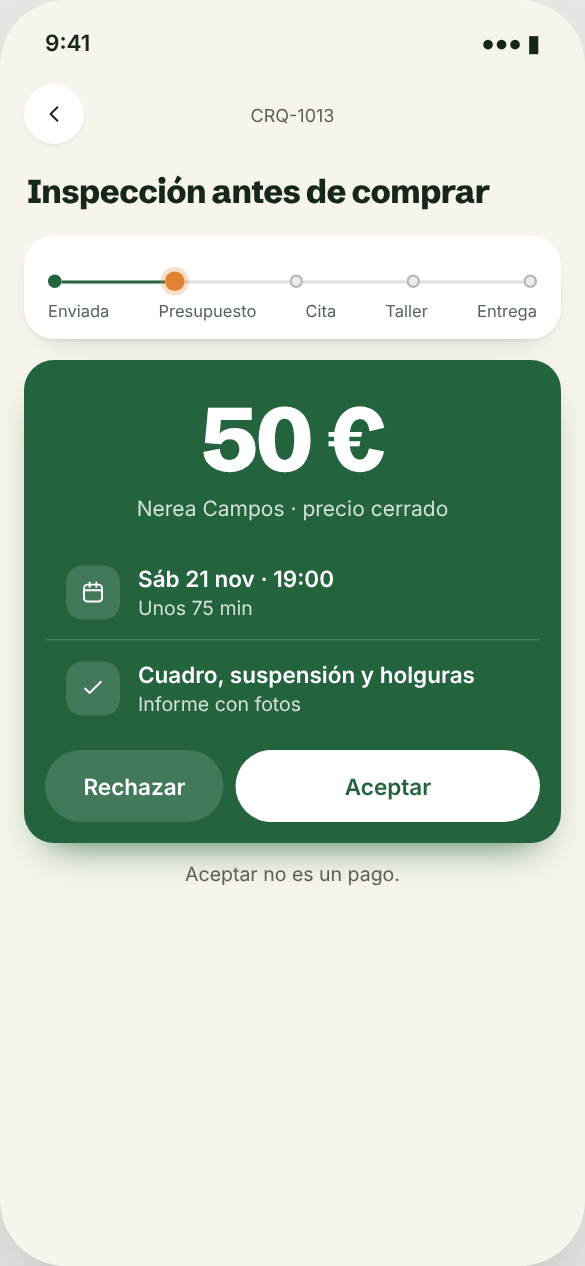 9:41
CRQ-1013
Inspección antes de comprar
Enviada Presupuesto Cita Taller Entrega
50 €
Nerea Campos · precio cerrado
Sáb 21 nov · 19:00
Unos 75 min
Cuadro, suspensión y holguras
Informe con fotos
Rechazar Aceptar
Aceptar no es un pago.